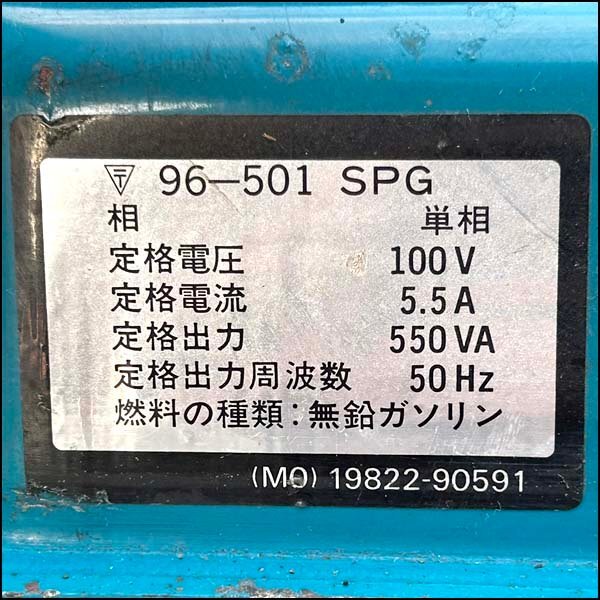 〒 96-501 SPG
相 単相
定格電圧 100V
定格電流 5.5A
定格出力 550VA
定格出力周波数 50Hz
燃料の種類:無鉛ガソリン
(MO) 19822-90591